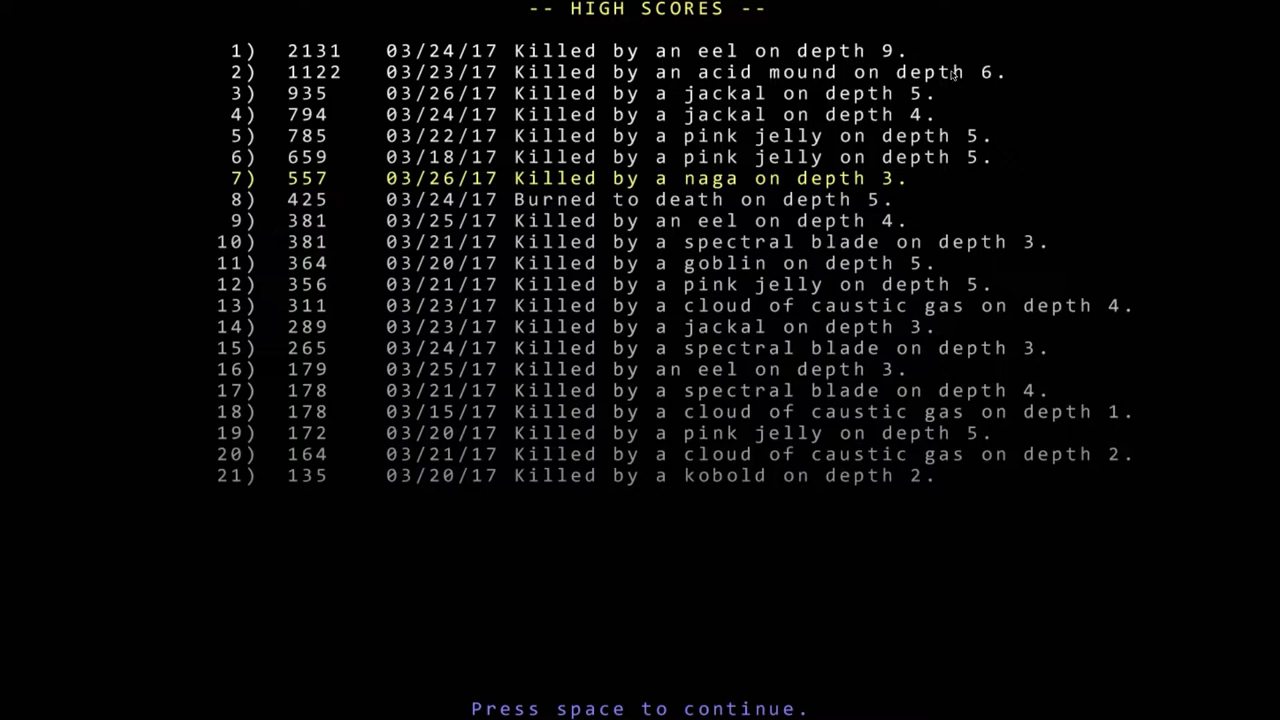 -- HIGH SCORES --
1) 2131 03/24/17 Killed by an eel on depth 9.
2) 1122 03/23/17 Killed by an acid mound on depth 6.
3) 935 03/26/17 Killed by a jackal on depth 5.
4) 794 03/24/17 Killed by a jackal on depth 4.
5) 785 03/22/17 Killed by a pink jelly on depth 5.
6) 659 03/18/17 Killed by a pink jelly on depth 5.
7) 557 03/26/17 Killed by a naga on depth 3.
8) 425 03/24/17 Burned to death on depth 5.
9) 381 03/25/17 Killed by an eel on depth 4.
10) 381 03/21/17 Killed by a spectral blade on depth 3.
11) 364 03/20/17 Killed by a goblin on depth 5.
12) 356 03/21/17 Killed by a pink jelly on depth 5.
13) 311 03/23/17 Killed by a cloud of caustic gas on depth 4.
14) 289 03/23/17 Killed by a jackal on depth 3.
15) 265 03/24/17 Killed by a spectral blade on depth 3.
16) 179 03/25/17 Killed by an eel on depth 3.
17) 178 03/21/17 Killed by a spectral blade on depth 4.
18) 178 03/15/17 Killed by a cloud of caustic gas on depth 1.
19) 172 03/20/17 Killed by a pink jelly on depth 5.
20) 164 03/21/17 Killed by a cloud of caustic gas on depth 2.
21) 135 03/20/17 Killed by a kobold on depth 2.
Press space to continue.